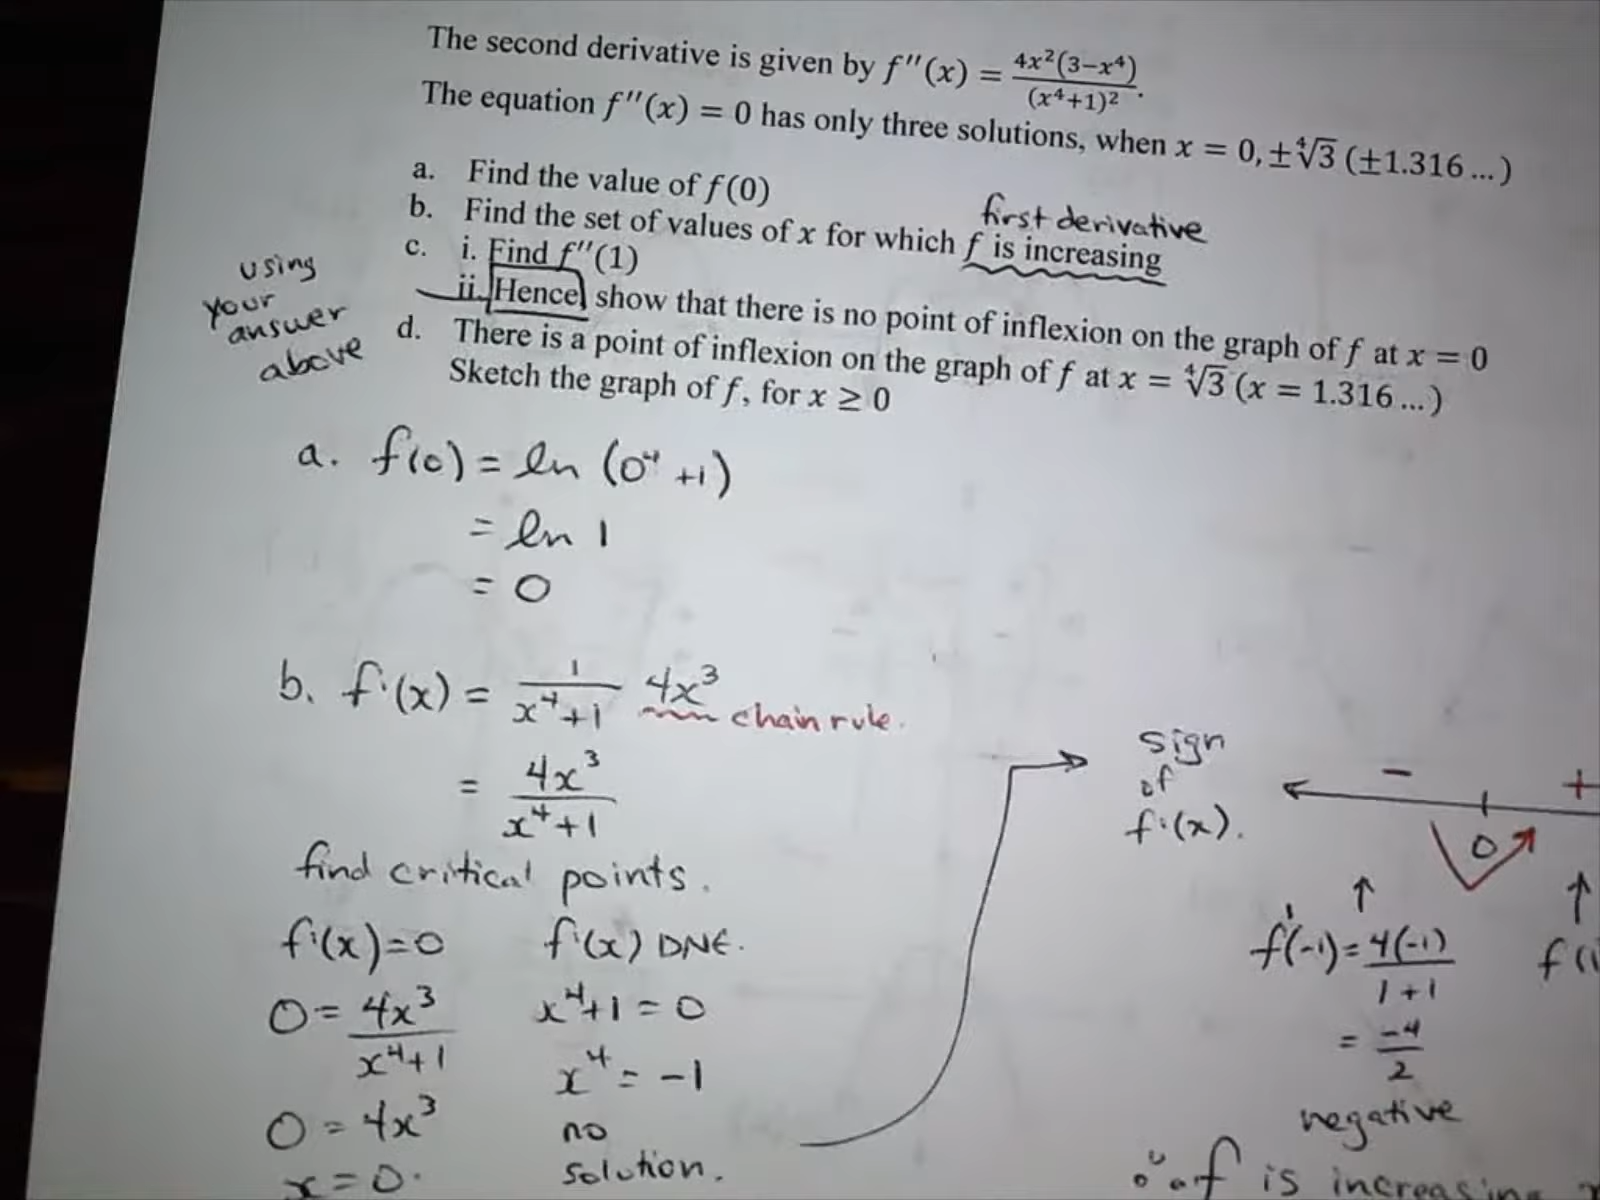 The second derivative is given by f''(x) = 4x²(3−x⁴)/(x⁴+1)².
The equation f''(x) = 0 has only three solutions, when x = 0, ±∜3 (±1.316 ...)
a. Find the value of f(0)
first derivative
b. Find the set of values of x for which f is increasing
c. i. Find f''(1)
ii. Hence show that there is no point of inflexion on the graph of f at x = 0
using
your
answer
above
d. There is a point of inflexion on the graph of f at x = ∜3 (x = 1.316 ...)
Sketch the graph of f, for x ≥ 0
a. f(0) = ln (0⁴ +1)
= ln 1
= 0
b. f'(x) = 1/(x⁴+1) 4x³
chain rule.
= 4x³/(x⁴+1)
find critical points.
f'(x)=0
0 = 4x³/(x⁴+1)
0 = 4x³
x = 0.
f'(x) DNE.
x⁴+1 = 0
x⁴ = −1
no
solution.
sign
of
f'(x).
− +
0
↑ ↑
f'(-1) = 4(-1)/(1+1)
= -4/2
negative
∴ f is increasing